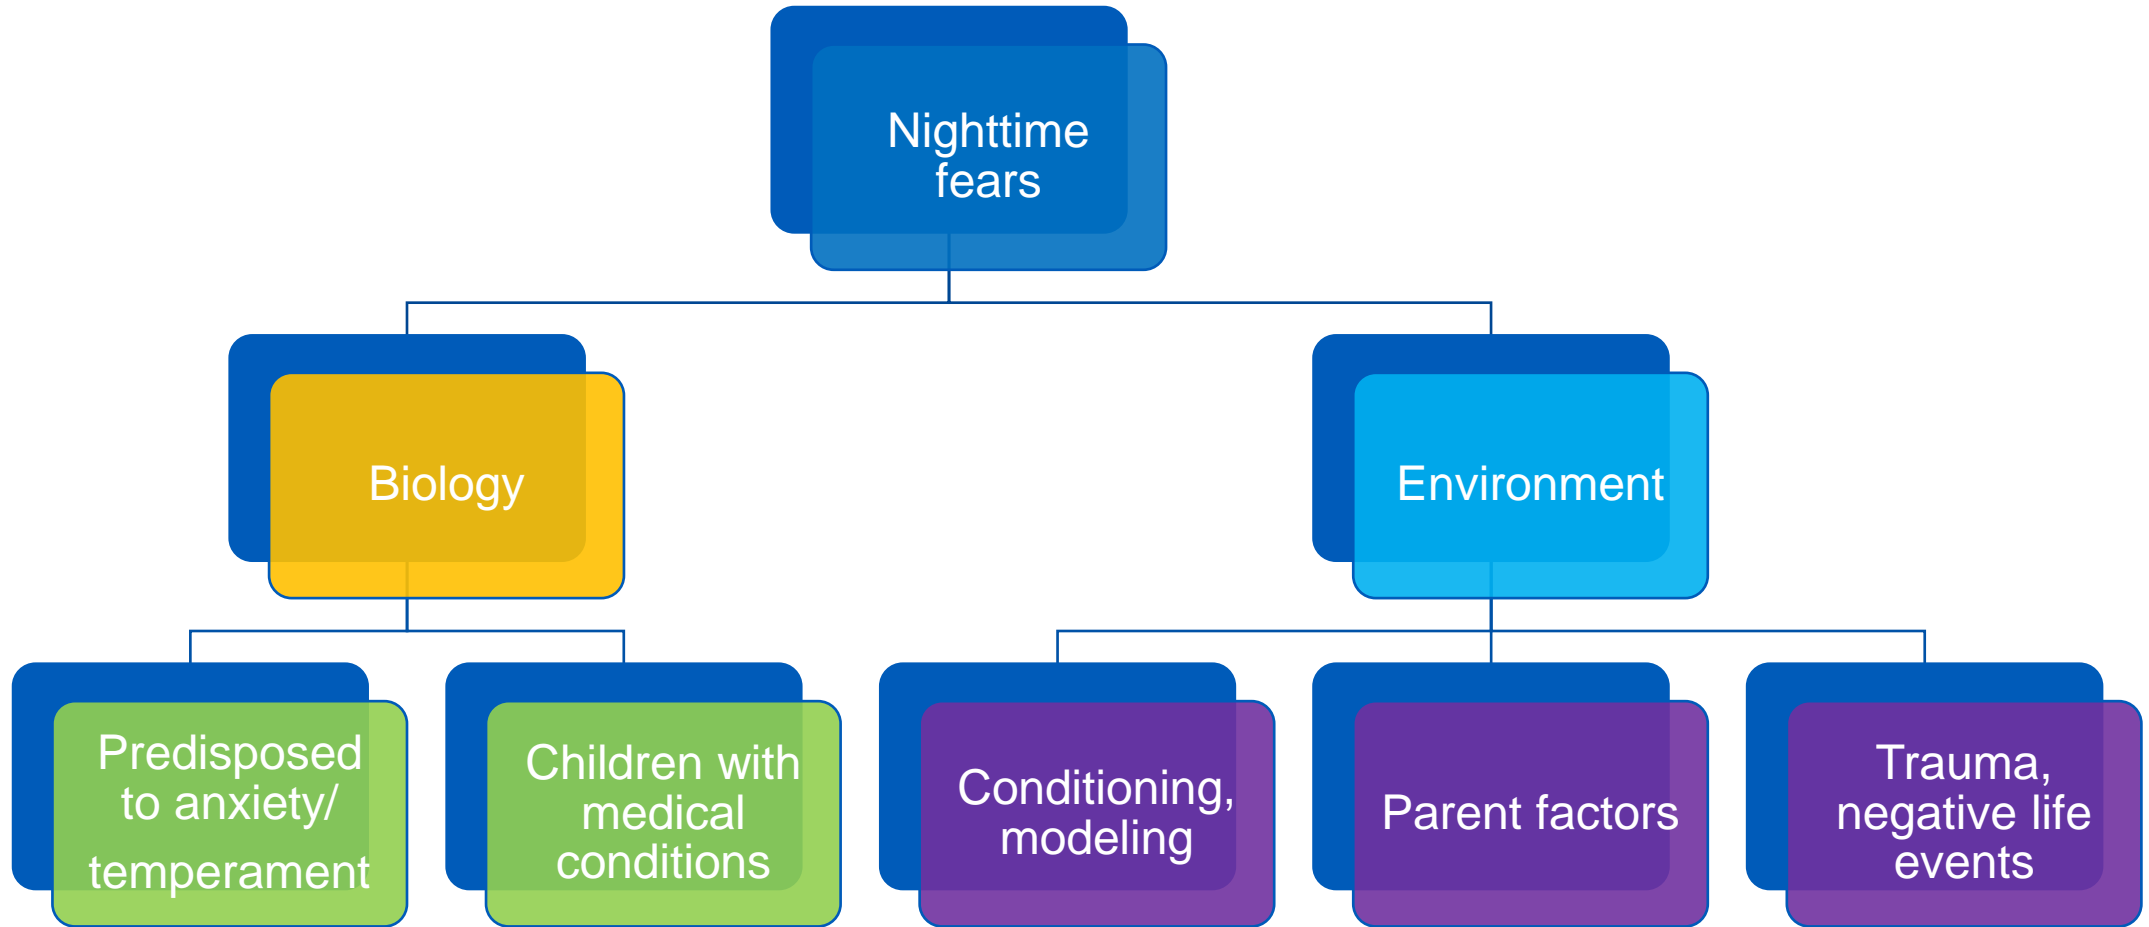 Nighttime
fears
Biology
Environment
Predisposed
to anxiety/
temperament
Children with
medical
conditions
Conditioning,
modeling
Parent factors
Trauma,
negative life
events